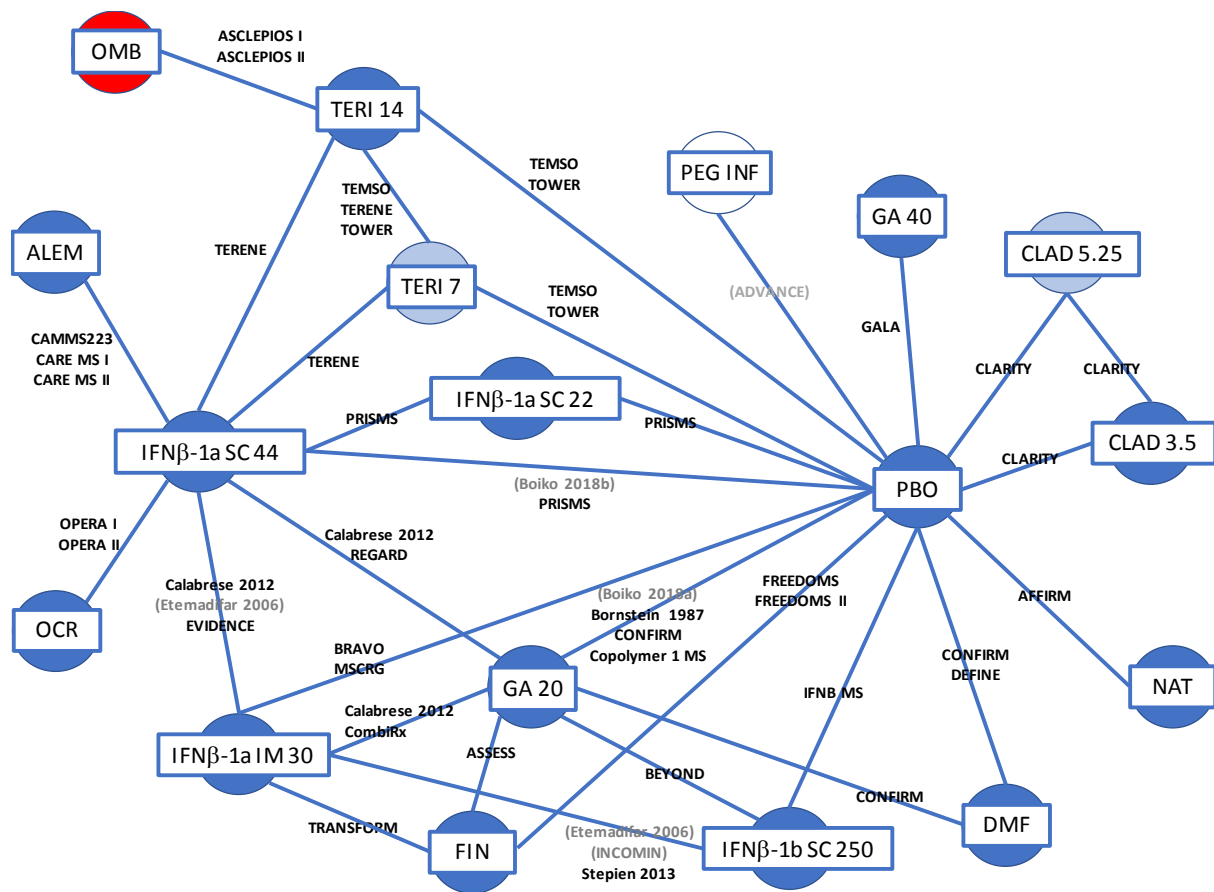 ASCLEPIOS I
ASCLEPIOS II
OMB
TERI 14
TEMSO
TOWER
PEG INF
GA 40
CLAD 5.25
ALEM
TERENE
TEMSO
TERENE
TOWER
TERI 7
TEMSO
TOWER
(ADVANCE)
GALA
CAMMS223
CARE MS I
CARE MS II
TERENE
CLARITY
CLARITY
IFNβ-1a SC 22
PRISMS
PRISMS
IFNβ-1a SC 44
CLARITY
CLAD 3.5
(Boiko 2018b)
PRISMS
PBO
OPERA I
OPERA II
Calabrese 2012
REGARD
Calabrese 2012
(Etemadifar 2006)
EVIDENCE
OCR
(Boiko 2018a)
Bornstein 1987
CONFIRM
Copolymer 1 MS
FREEDOMS
FREEDOMS II
AFFIRM
BRAVO
MSCRG
GA 20
IFNB MS
CONFIRM
DEFINE
NAT
Calabrese 2012
CombiRx
IFNβ-1a IM 30
ASSESS
BEYOND
CONFIRM
TRANSFORM
FIN
(Etemadifar 2006)
(INCOMIN)
Stepien 2013
IFNβ-1b SC 250
DMF